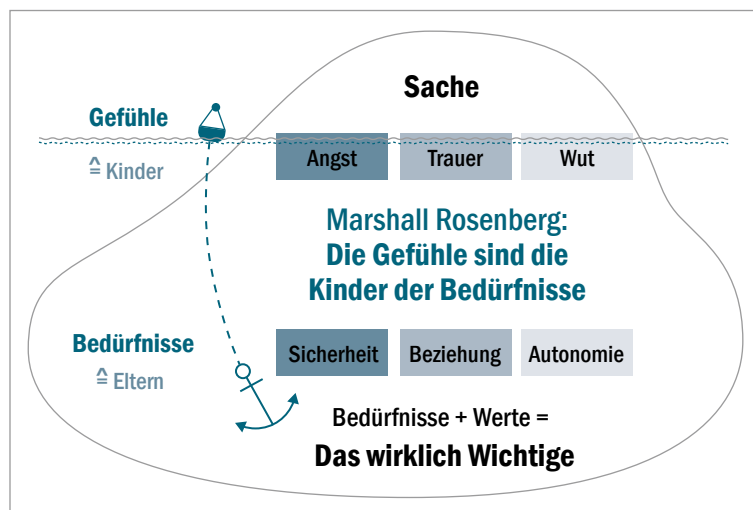 Sache
Gefühle
≙ Kinder
Angst Trauer Wut
Marshall Rosenberg:
Die Gefühle sind die
Kinder der Bedürfnisse
Bedürfnisse
≙ Eltern
Sicherheit Beziehung Autonomie
Bedürfnisse + Werte =
Das wirklich Wichtige